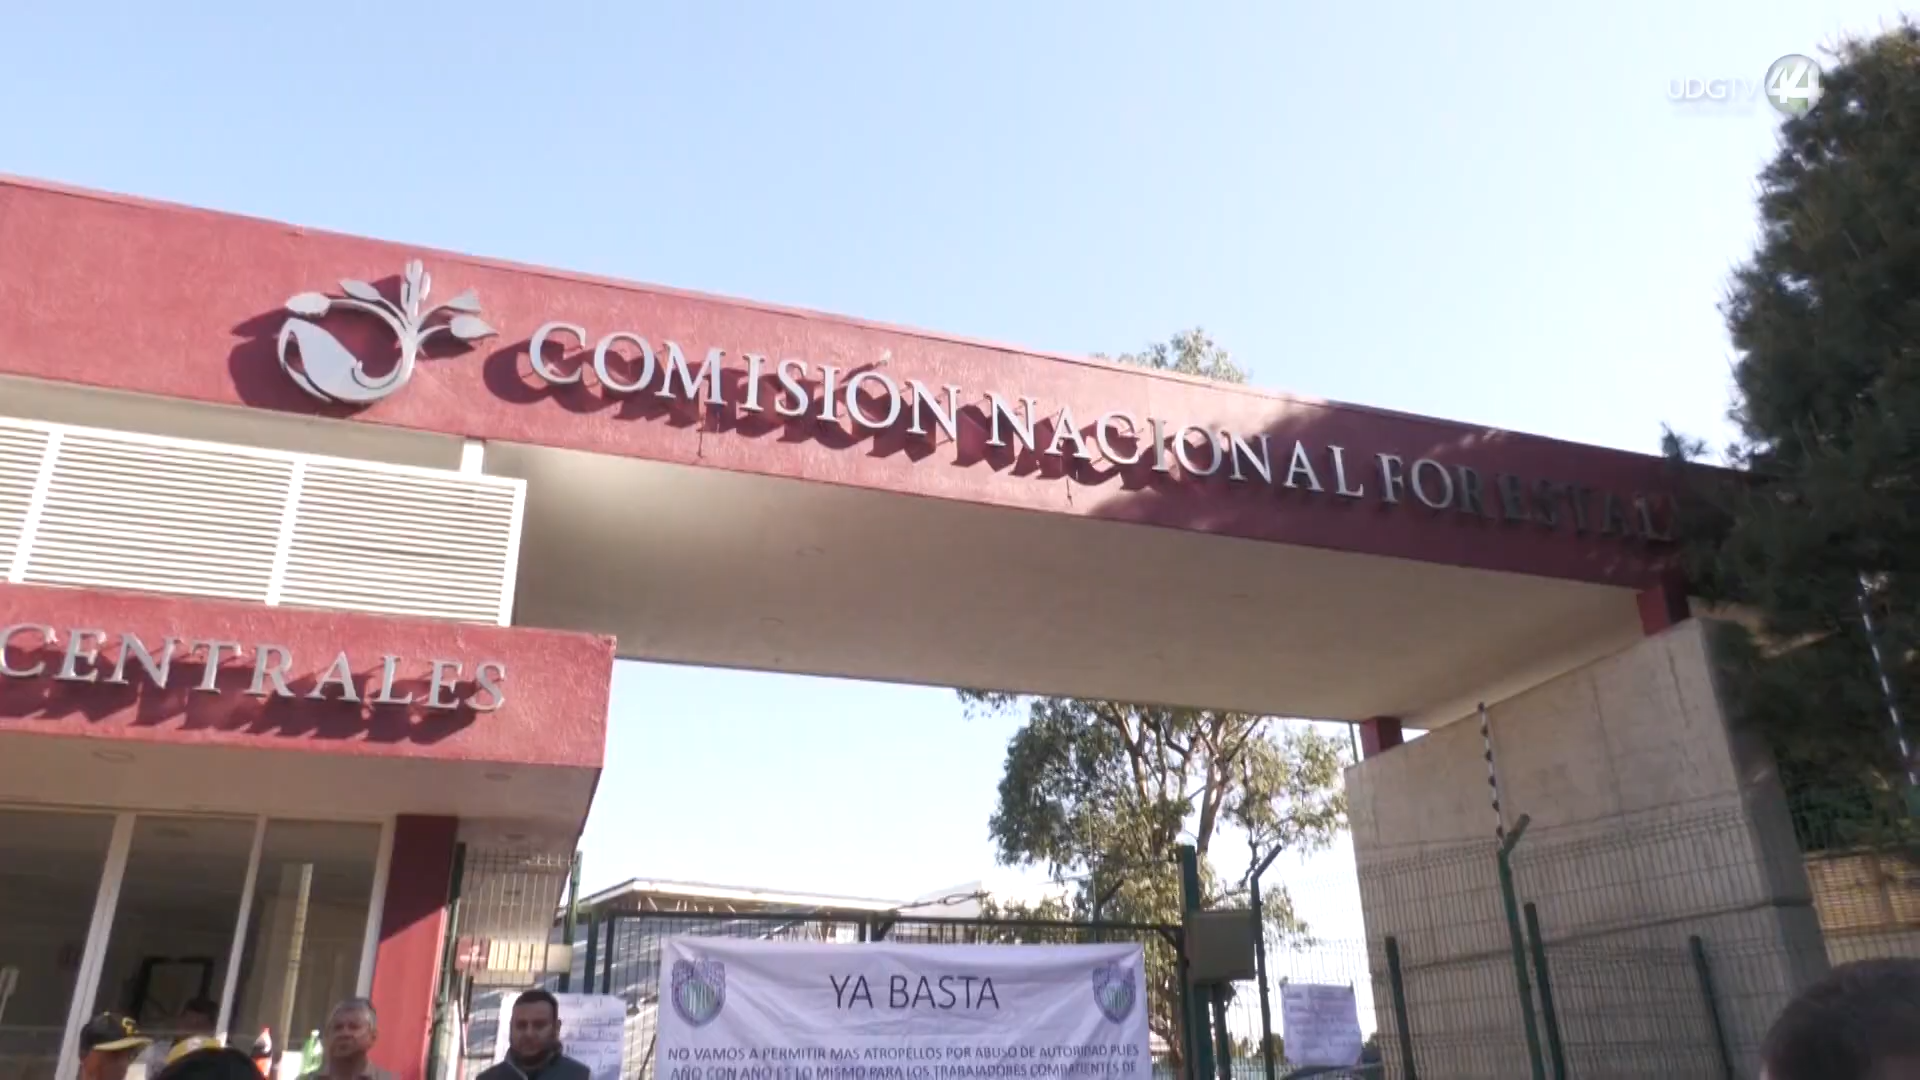 UDGTV 44
COMISIÓN NACIONAL FORESTAL
CENTRALES
YA BASTA
NO VAMOS A PERMITIR MAS ATROPELLOS POR ABUSO DE AUTORIDAD PUES
AÑO CON AÑO ES LO MISMO PARA LOS TRABAJADORES COMBATIENTES DE